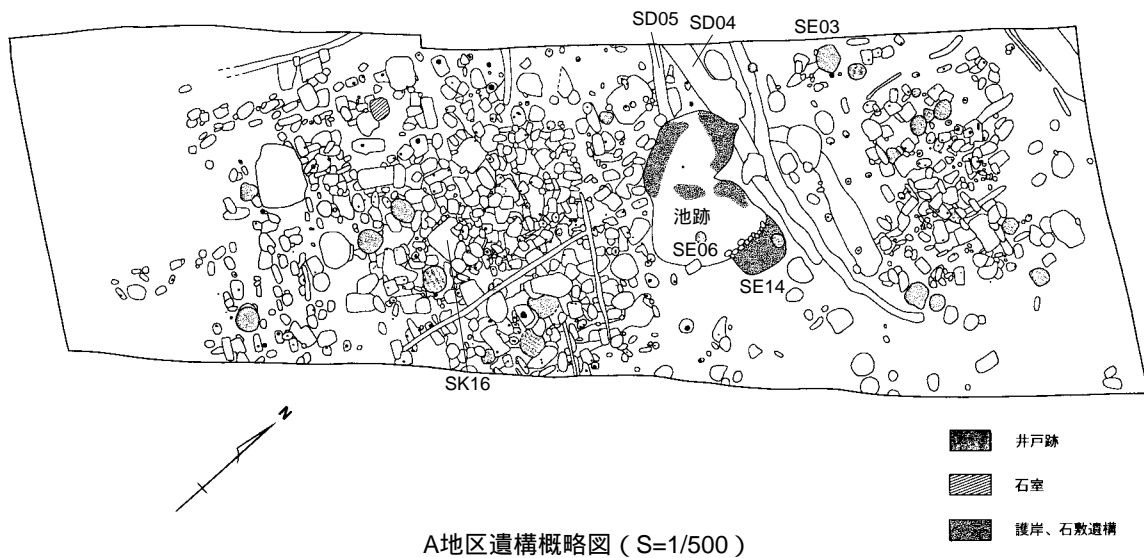 SD05 SD04 SE03
池跡
SE06
SE14
SK16
N
井戸跡
石室
護岸、石敷遺構
A地区遺構概略図（S=1/500）